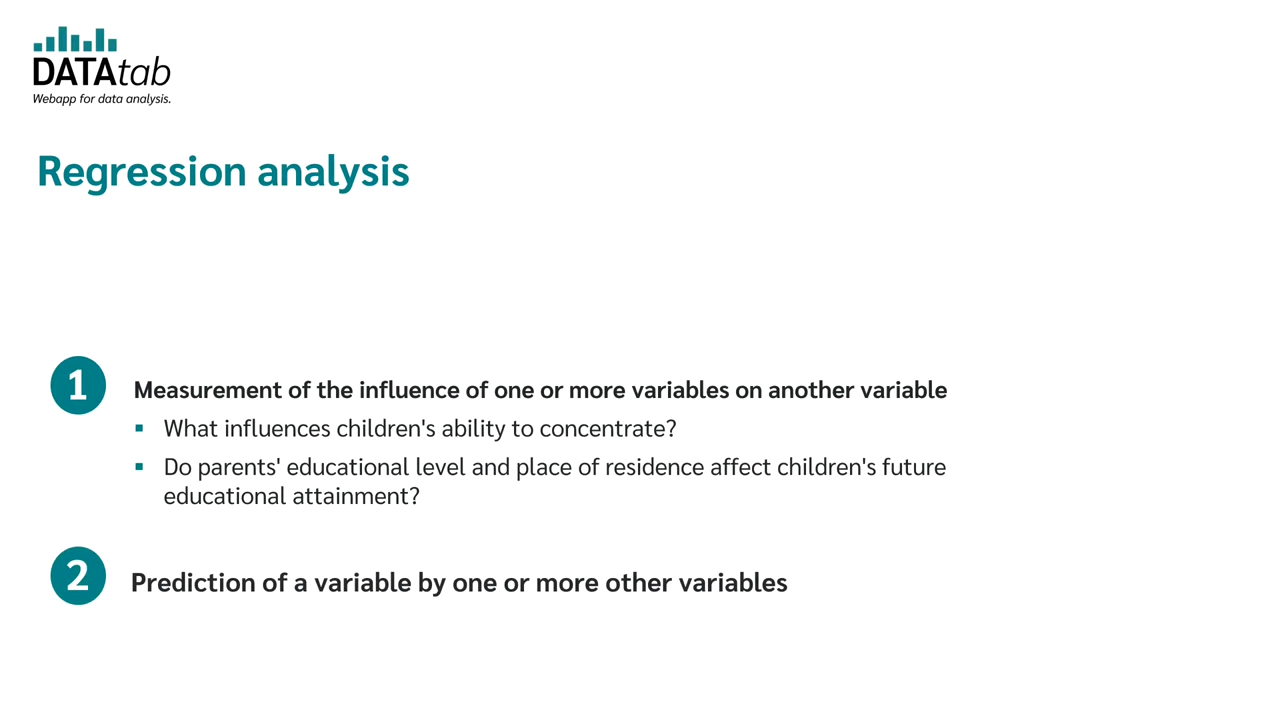 DATAtab
Webapp for data analysis.
Regression analysis
1
Measurement of the influence of one or more variables on another variable
What influences children's ability to concentrate?
Do parents' educational level and place of residence affect children's future
educational attainment?
2
Prediction of a variable by one or more other variables